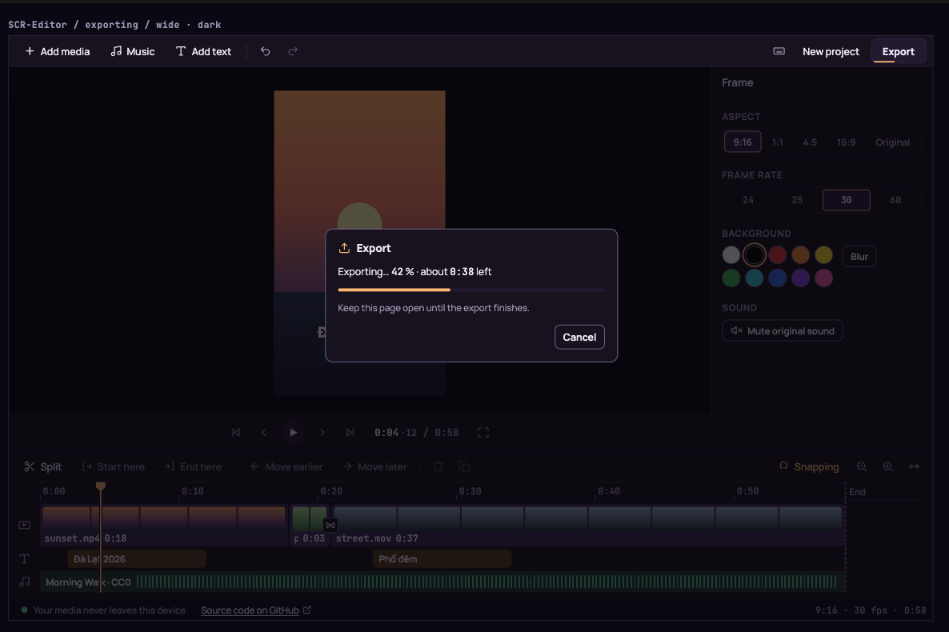 SCR-Editor / exporting / wide · dark
Add media Music Add text New project Export
Frame
ASPECT
9:16 1:1 4:5 16:9 Original
FRAME RATE
24 25 30 60
BACKGROUND
Blur
SOUND
Mute original sound
Export
Exporting… 42 % · about 0:38 left
Keep this page open until the export finishes.
Cancel
0:04·12 / 0:58
Split Start here End here Move earlier Move later Snapping
0:00 0:10 0:20 0:30 0:40 0:50 End
sunset.mp4 0:18 0:03 street.mov 0:37
Đà Lạt 2026 Phố đêm
Morning Walk · CC0
Your media never leaves this device Source code on GitHub 9:16 · 30 fps · 0:58